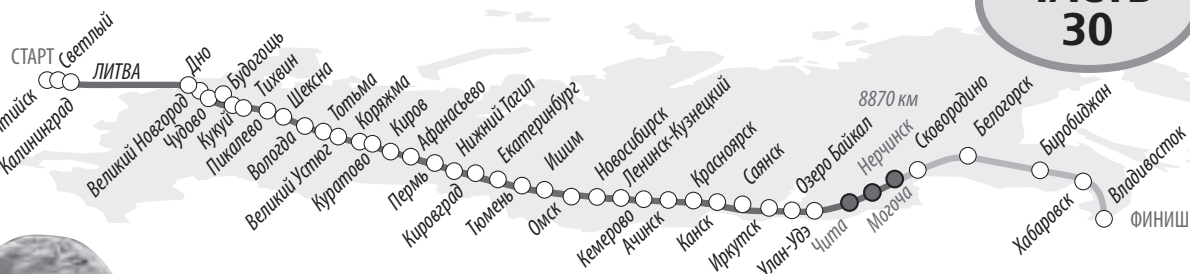 30
СТАРТ
Светлый
Калининград
ЛИТВА
Дно
Великий Новгород
Чудово
Будогощь
Кукуй
Тихвин
Пикалево
Шексна
Вологда
Тотьма
Великий Устюг
Коряжма
Куратово
Киров
Афанасьево
Пермь
Нижний Тагил
Кировград
Екатеринбург
Тюмень
Ишим
Омск
Новосибирск
Ленинск-Кузнецкий
Кемерово
Ачинск
Красноярск
Канск
Саянск
Иркутск
Озеро Байкал
Улан-Удэ
Чита
8870 км
Нерчинск
Могоча
Сковородино
Белогорск
Биробиджан
Хабаровск
Владивосток
ФИНИШ